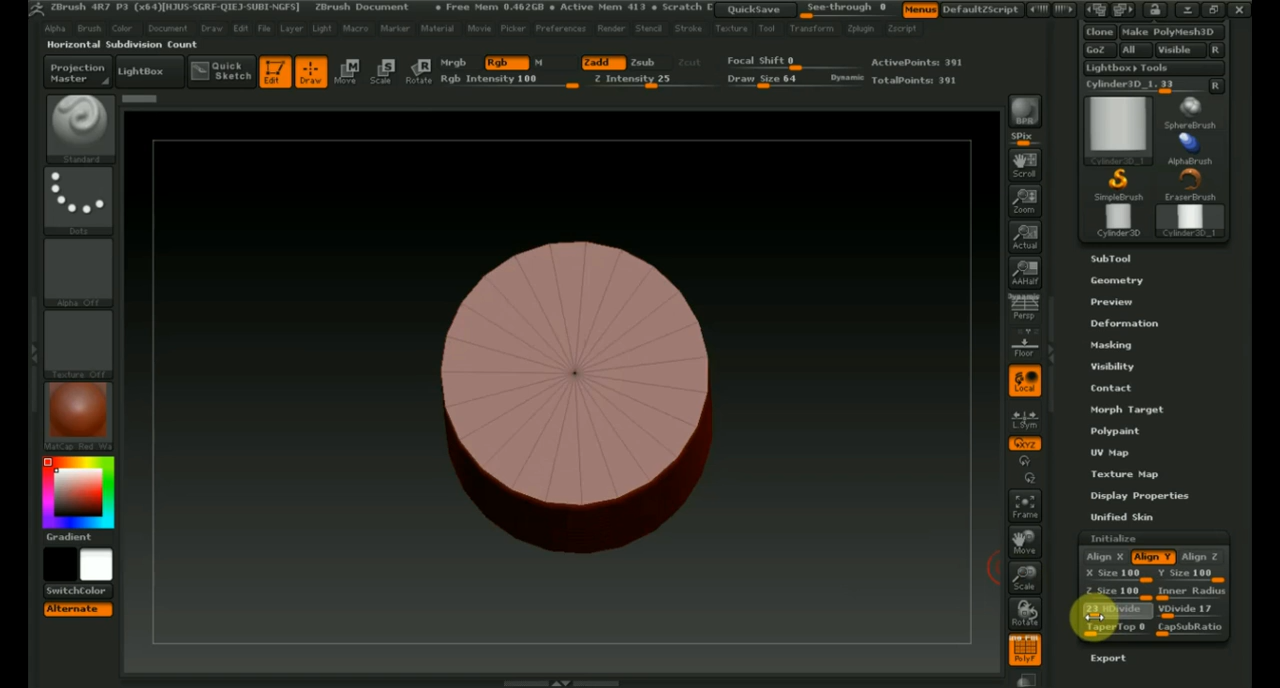 ZBrush 4R7 P3 (x64)[HJUS-SGRF-QIEJ-SUBI-NGFS] ZBrush Document • Free Mem 0.462GB • Active Mem 413 • Scratch D QuickSave See-through 0 Menus DefaultZScript
Alpha Brush Color Document Draw Edit File Layer Light Macro Marker Material Movie Picker Preferences Render Stencil Stroke Texture Tool Transform Zplugin Zscript
Horizontal Subdivision Count
Projection Master
LightBox
Quick Sketch
Edit
Draw
Move
Scale
Rotate
Mrgb Rgb M
Rgb Intensity 100
Zadd Zsub Zcut
Z Intensity 25
Focal Shift 0
Draw Size 64 Dynamic
ActivePoints: 391
TotalPoints: 391
Standard
Dots
Alpha Off
Texture Off
MatCap Red Wa
Gradient
SwitchColor
Alternate
BPR
SPix
Scroll
Zoom
Actual
AAHalf
Dynamic
Persp
Floor
Local
L.Sym
XYZ
Frame
Move
Scale
Rotate
PolyF
Clone Make PolyMesh3D
GoZ All Visible R
Lightbox▸Tools
Cylinder3D_1. 33 R
Cylinder3D_1
SphereBrush
AlphaBrush
SimpleBrush EraserBrush
Cylinder3D Cylinder3D_1
SubTool
Geometry
Preview
Deformation
Masking
Visibility
Contact
Morph Target
Polypaint
UV Map
Texture Map
Display Properties
Unified Skin
Initialize
Align X Align Y Align Z
X Size 100 Y Size 100
Z Size 100 Inner Radius
23 HDivide VDivide 17
TaperTop 0 CapSubRatio
Export